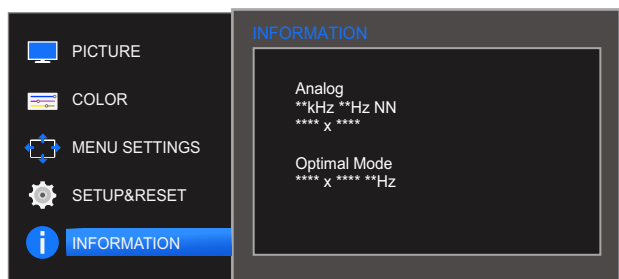 PICTURE
COLOR
MENU SETTINGS
SETUP&RESET
INFORMATION
INFORMATION
Analog
**kHz **Hz NN
**** x ****
Optimal Mode
**** x **** **Hz